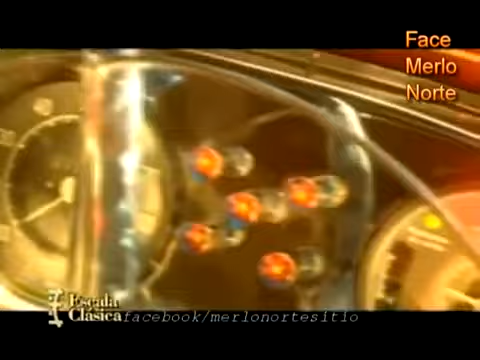 Face
Merlo
Norte
Escala
Clásica
facebook/merlonortesitio